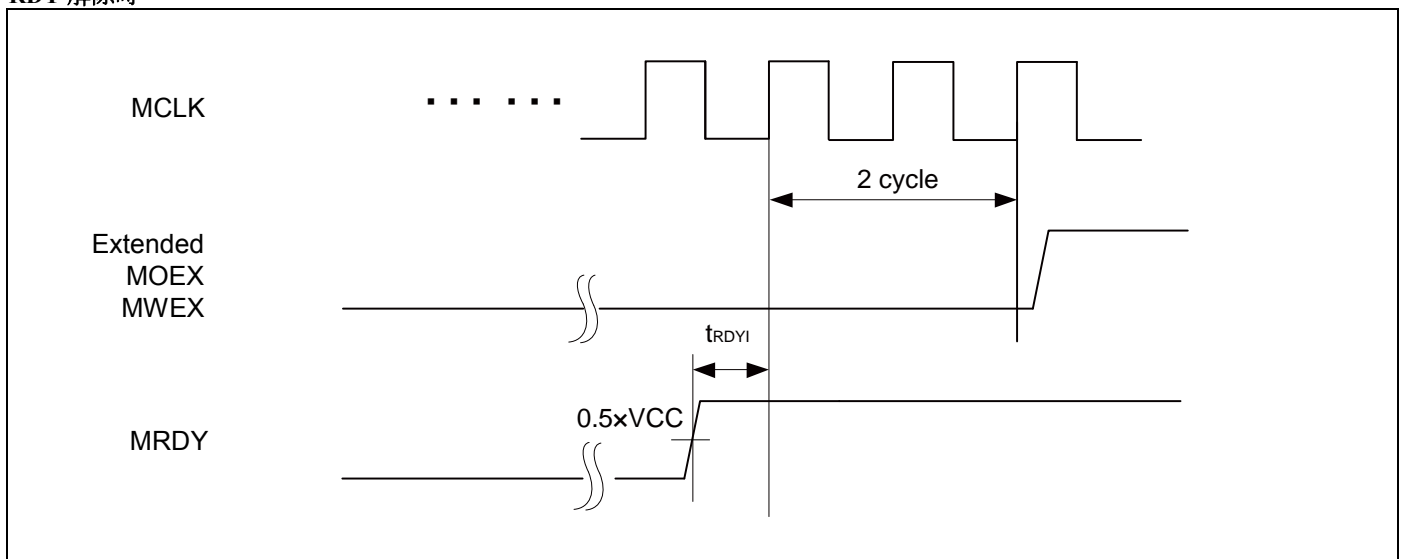 MCLK
... ...
2 cycle
Extended
MOEX
MWEX
tRDYI
0.5×VCC
MRDY